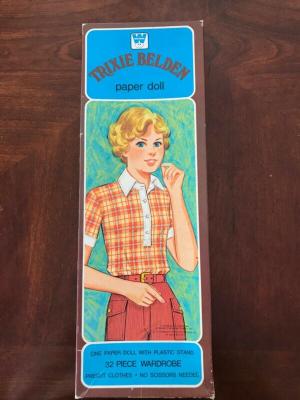 TRIXIE BELDEN
paper doll
ONE PAPER DOLL WITH PLASTIC STAND
32 PIECE WARDROBE
PRECUT CLOTHES • NO SCISSORS NEEDED